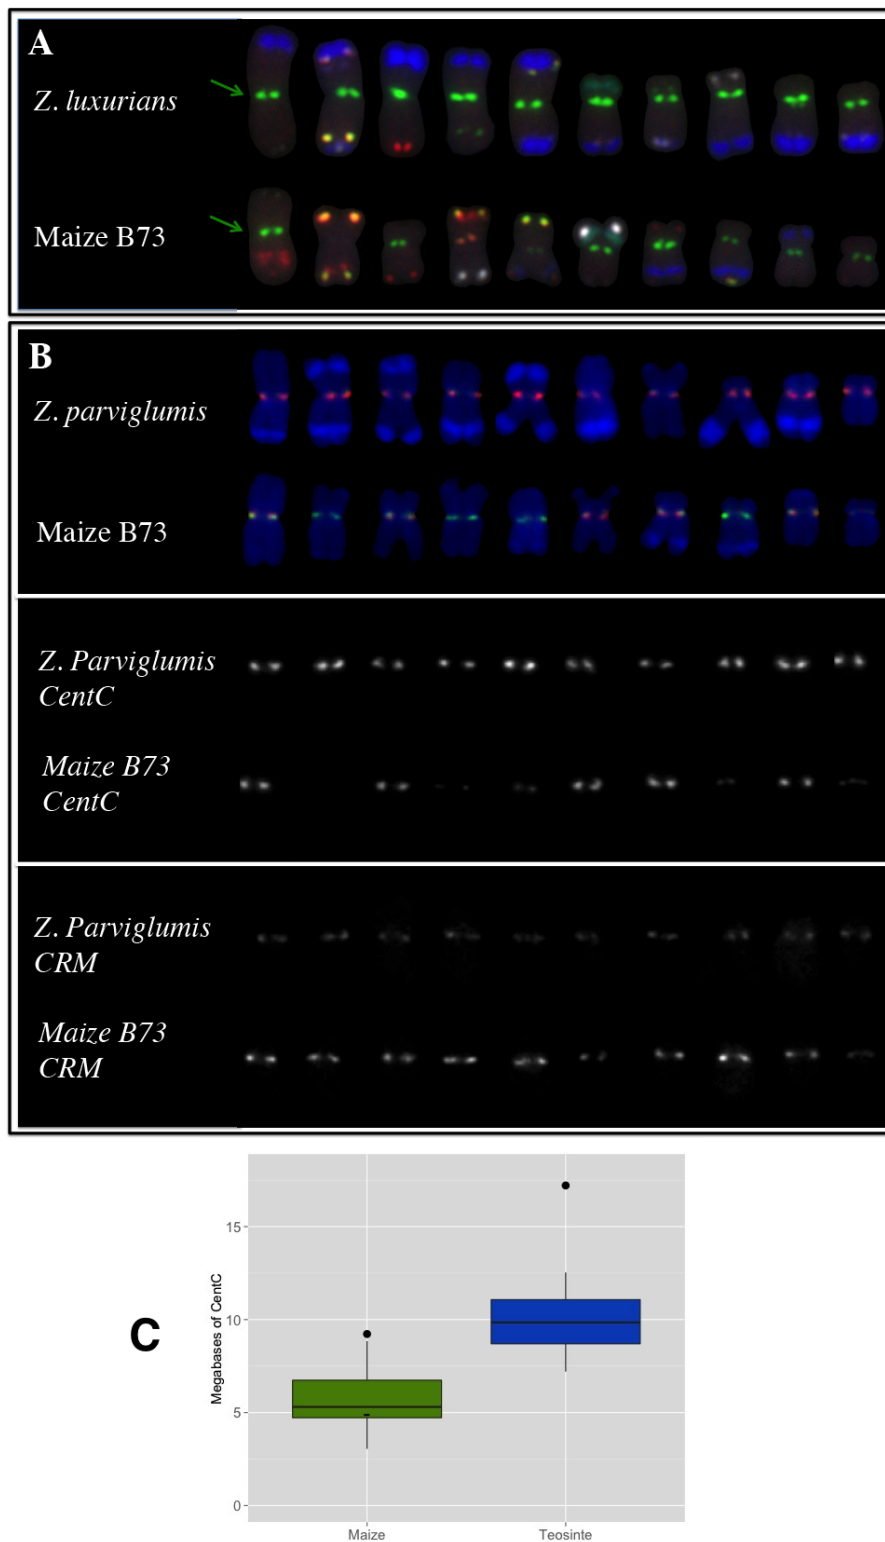 A
Z. luxurians
Maize B73
B
Z. parviglumis
Maize B73
Z. Parviglumis
CentC
Maize B73
CentC
Z. Parviglumis
CRM
Maize B73
CRM
C
Megabases of CentC
15
10
5
0
Maize
Teosinte